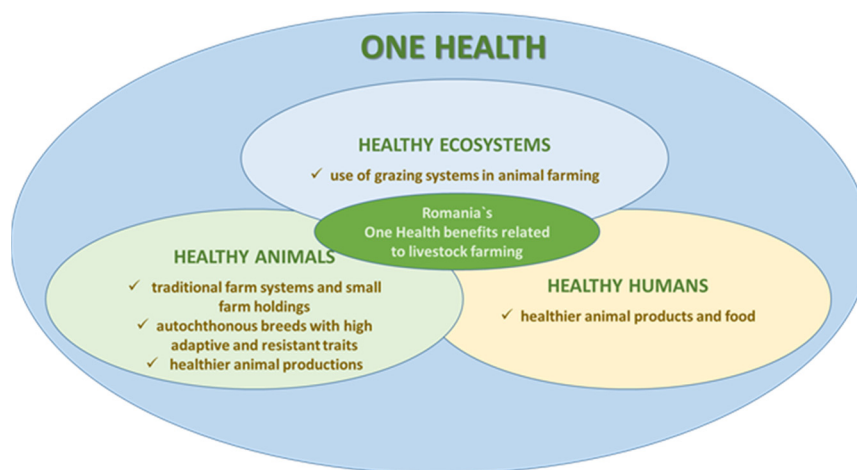 ONE HEALTH
HEALTHY ECOSYSTEMS
✓ use of grazing systems in animal farming
Romania`s
One Health benefits related
to livestock farming
HEALTHY ANIMALS
✓ traditional farm systems and small
farm holdings
✓ autochthonous breeds with high
adaptive and resistant traits
✓ healthier animal productions
HEALTHY HUMANS
✓ healthier animal products and food